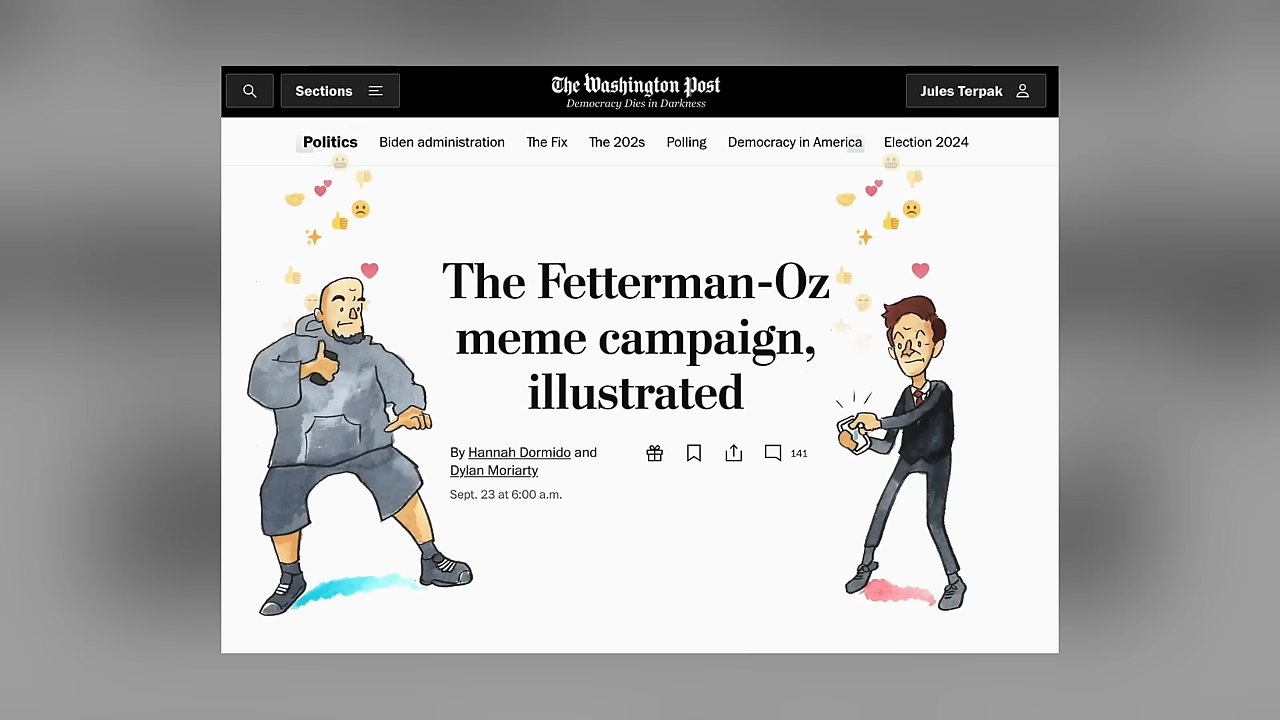 Sections
The Washington Post
Democracy Dies in Darkness
Jules Terpak
Politics Biden administration The Fix The 202s Polling Democracy in America Election 2024
The Fetterman-Oz
meme campaign,
illustrated
By Hannah Dormido and
Dylan Moriarty
141
Sept. 23 at 6:00 a.m.